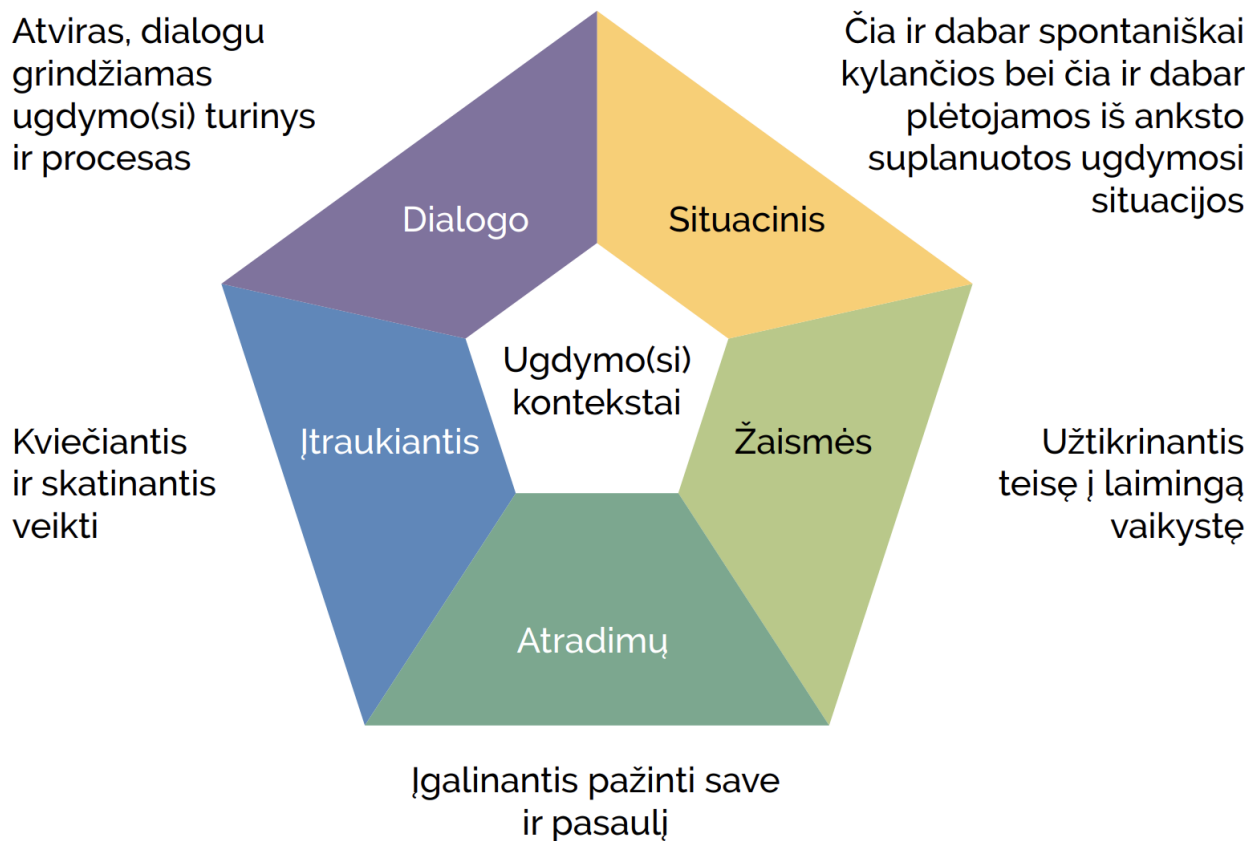 Atviras, dialogu
grindžiamas
ugdymo(si) turinys
ir procesas
Čia ir dabar spontaniškai
kylančios bei čia ir dabar
plėtojamos iš anksto
suplanuotos ugdymosi
situacijos
Dialogo
Situacinis
Ugdymo(si)
kontekstai
Kviečiantis
ir skatinantis
veikti
Įtraukiantis
Žaismės
Užtikrinantis
teisę į laimingą
vaikystę
Atradimų
Įgalinantis pažinti save
ir pasaulį